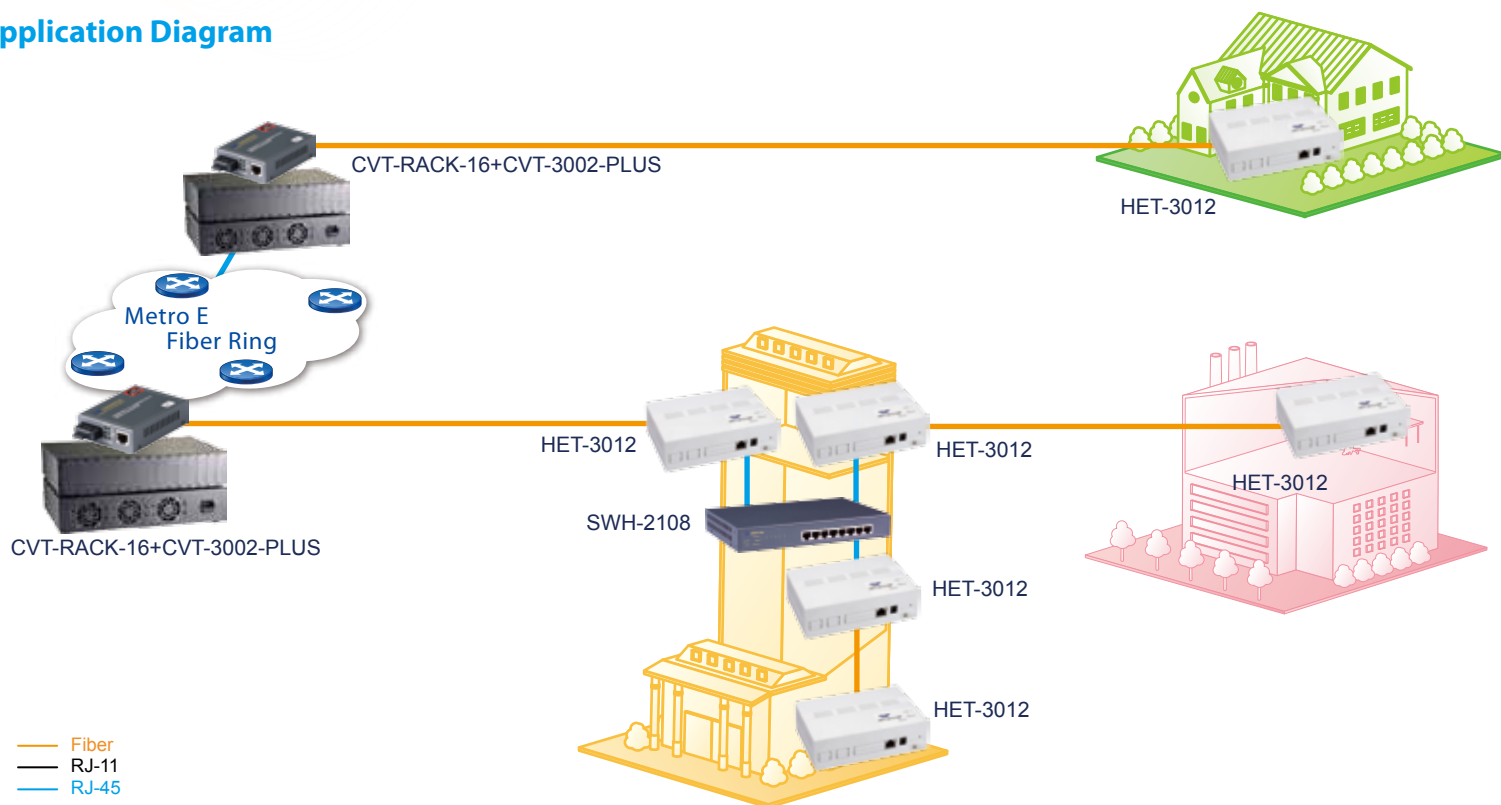 pplication Diagram
CVT-RACK-16+CVT-3002-PLUS
HET-3012
Metro E
Fiber Ring
HET-3012
HET-3012
HET-3012
SWH-2108
CVT-RACK-16+CVT-3002-PLUS
HET-3012
HET-3012
Fiber
RJ-11
RJ-45